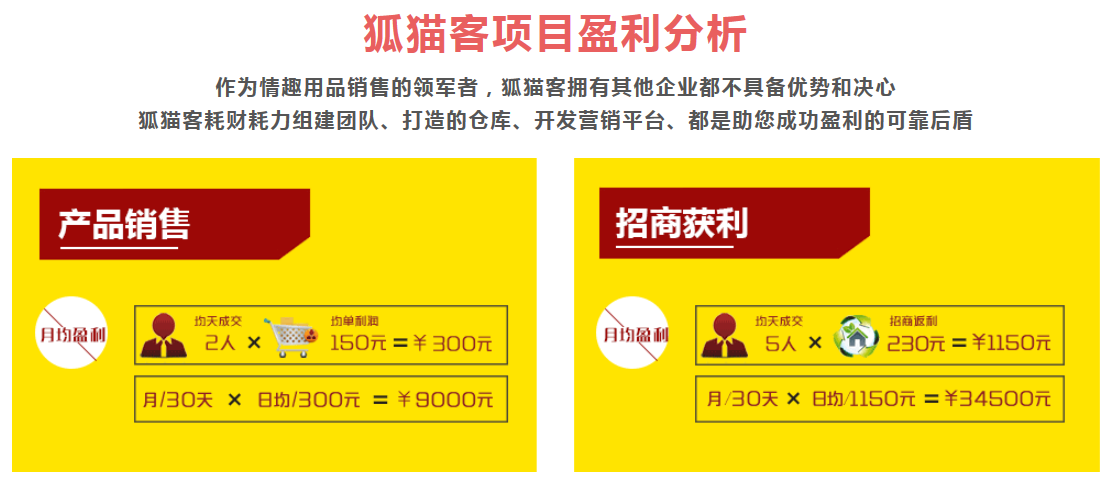 狐猫客项目盈利分析
作为情趣用品销售的领军者，狐猫客拥有其他企业都不具备优势和决心
狐猫客耗财耗力组建团队、打造的仓库、开发营销平台、都是助您成功盈利的可靠后盾
产品销售
月均盈利
均天成交 均单利润
2人 × 150元 =￥300元
月/30天 × 日均/300元 =￥9000元
招商获利
月均盈利
均天成交 招商返利
5人 × 230元 =￥1150元
月/30天 × 日均/1150元 =￥34500元